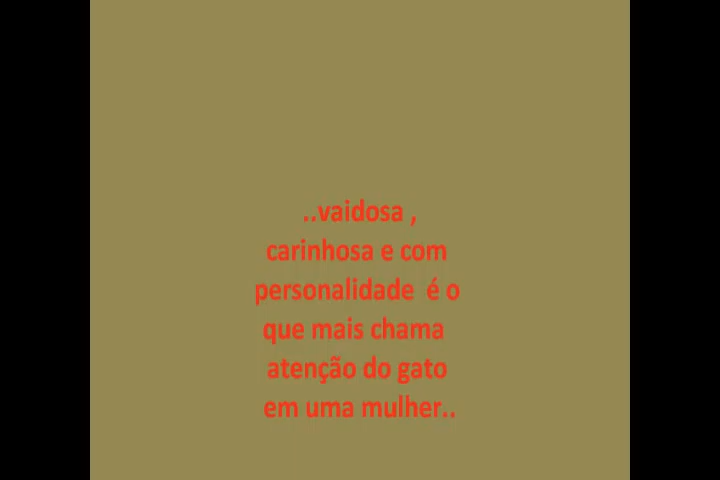 ..vaidosa ,
carinhosa e com
personalidade  é o
que mais chama
atenção do gato
em uma mulher..